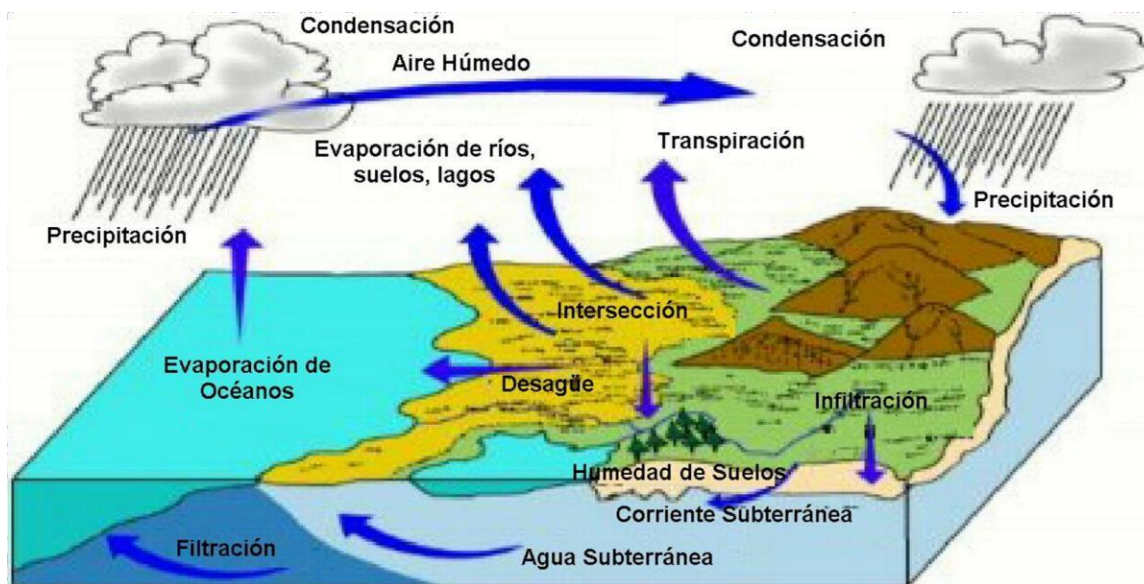 Condensación
Condensación
Aire Húmedo
Evaporación de ríos,
suelos, lagos
Transpiración
Precipitación
Precipitación
Intersección
Evaporación de
Océanos
Desagüe
Infiltración
Humedad de Suelos
Corriente Subterránea
Filtración
Agua Subterránea